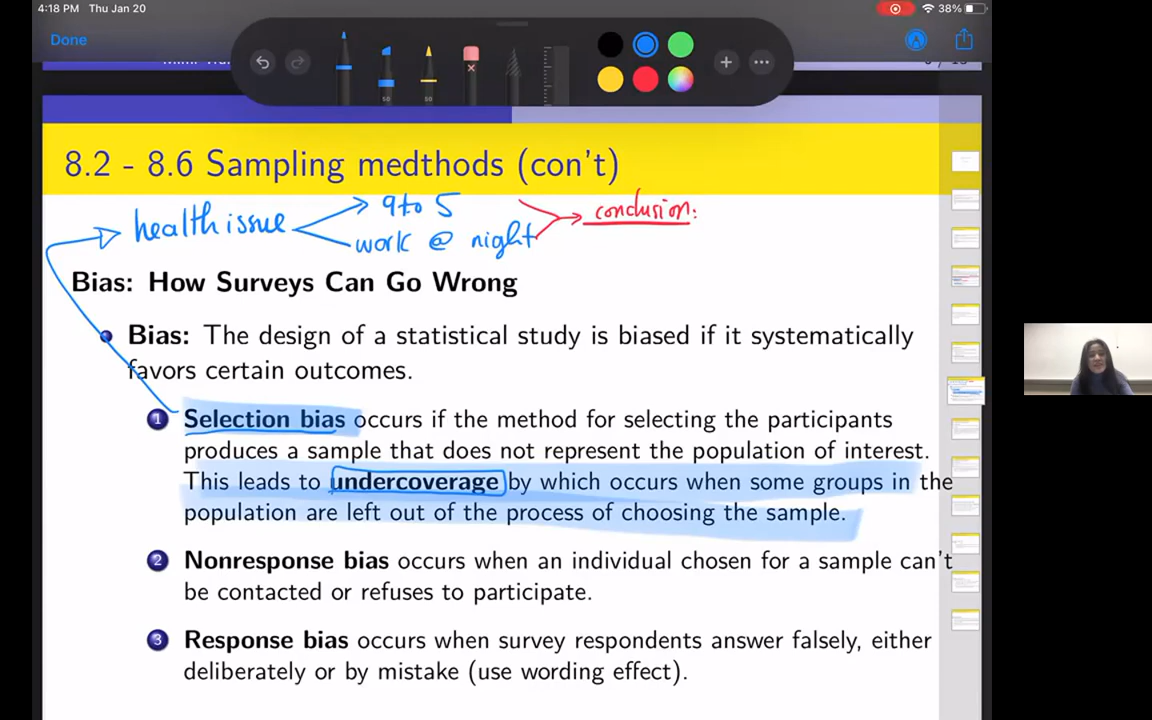 4:18 PM Thu Jan 20
38%
Done
50
50
8.2 - 8.6 Sampling medthods (con't)
9 to 5
conclusion:
health issue
work @ night
Bias: How Surveys Can Go Wrong
Bias: The design of a statistical study is biased if it systematically
favors certain outcomes.
1 Selection bias occurs if the method for selecting the participants
produces a sample that does not represent the population of interest.
This leads to undercoverage by which occurs when some groups in the
population are left out of the process of choosing the sample.
2 Nonresponse bias occurs when an individual chosen for a sample can't
be contacted or refuses to participate.
3 Response bias occurs when survey respondents answer falsely, either
deliberately or by mistake (use wording effect).